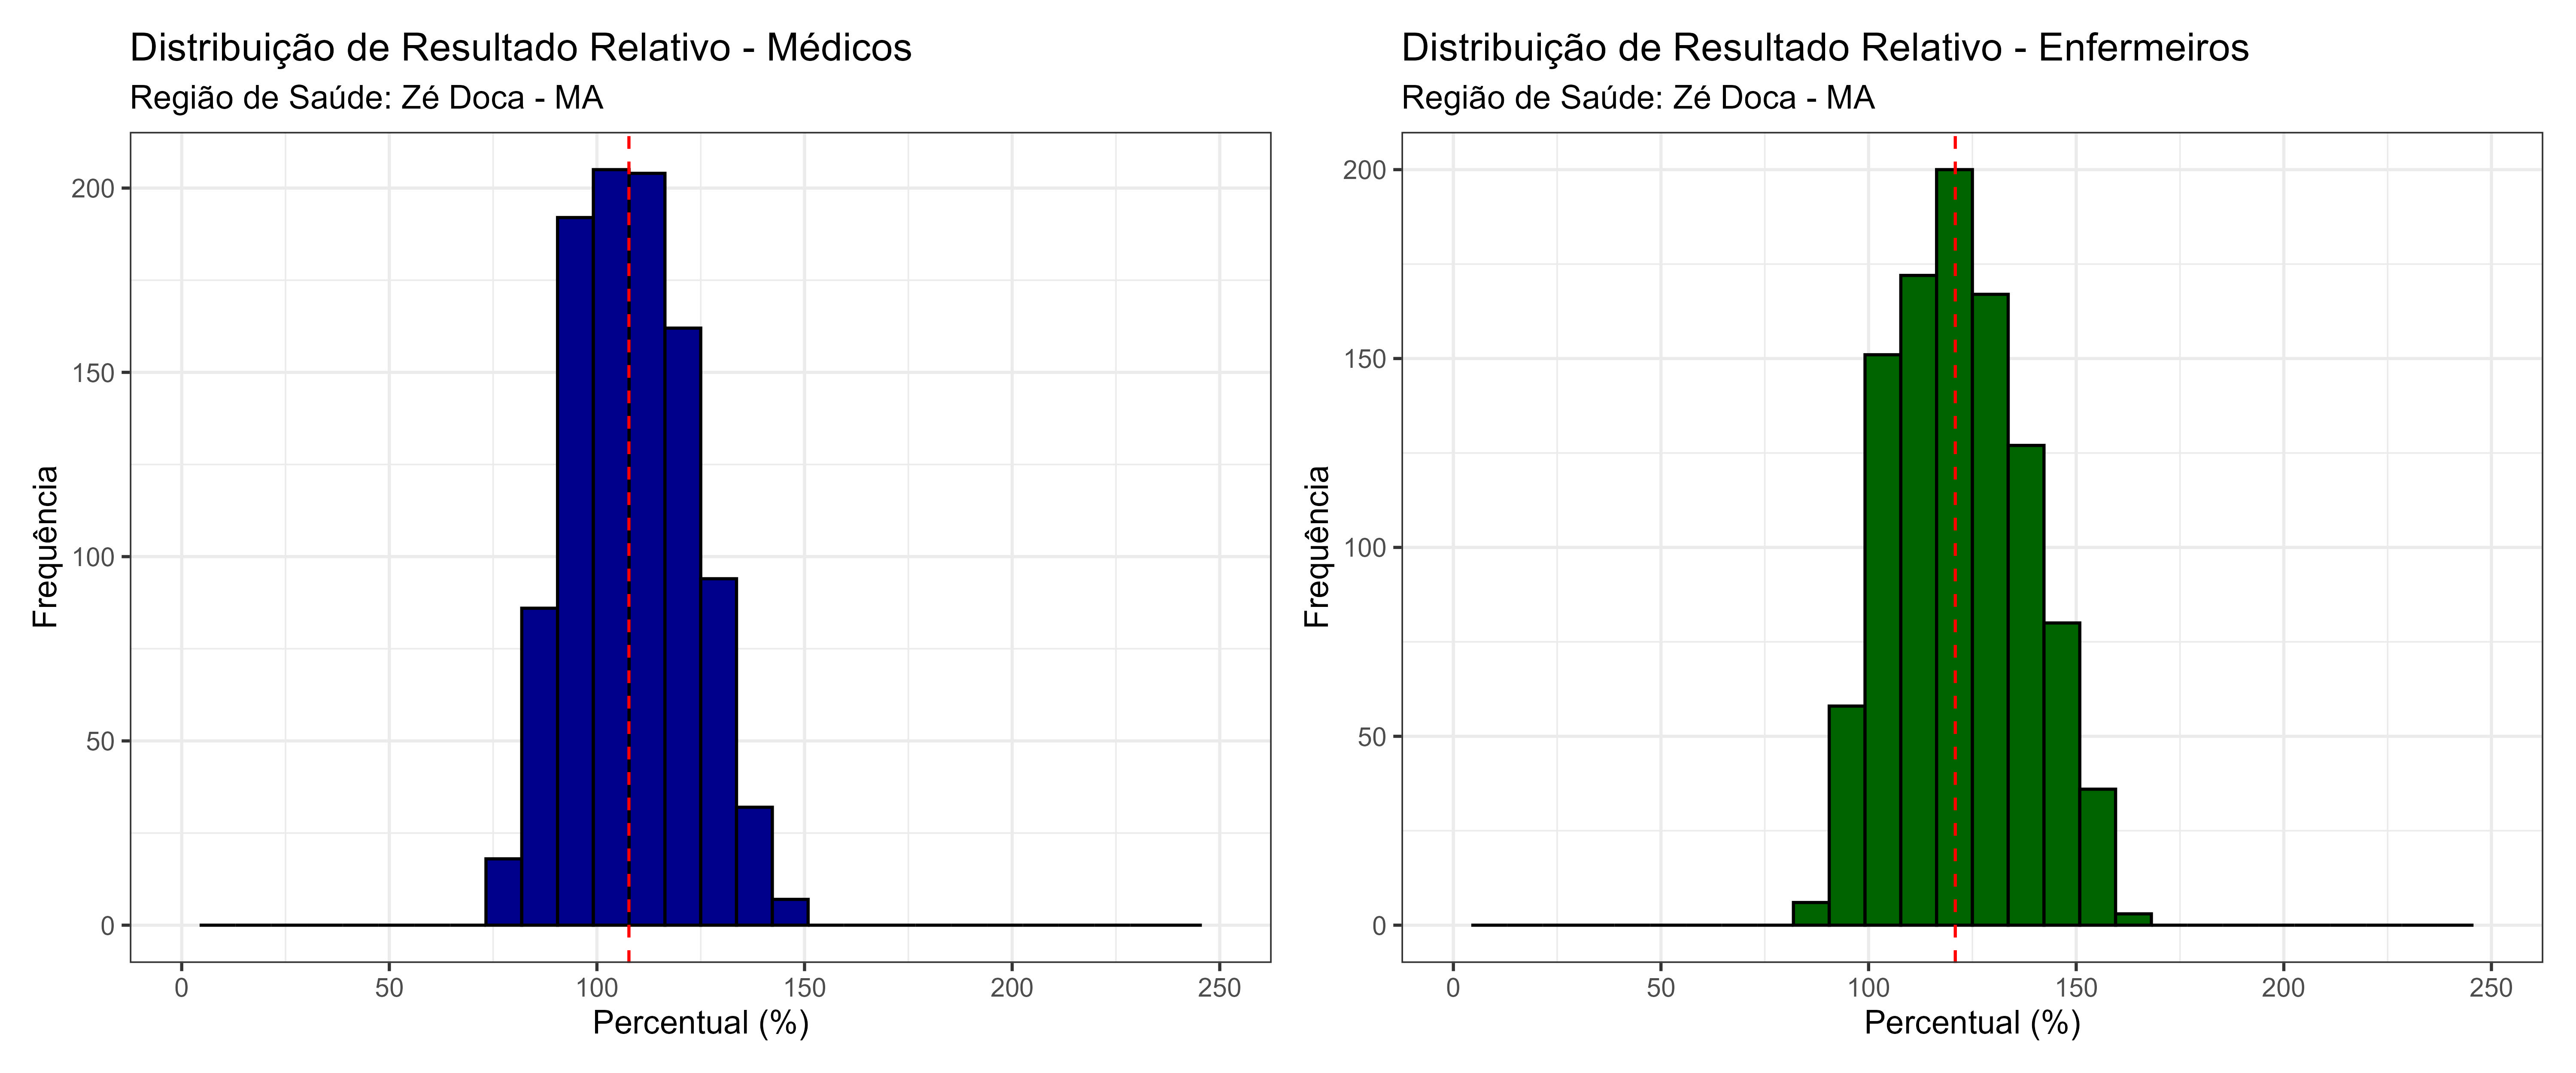 Distribuição de Resultado Relativo - Médicos
Região de Saúde: Zé Doca - MA
Frequência
200
150
100
50
0
0 50 100 150 200 250
Percentual (%)
Distribuição de Resultado Relativo - Enfermeiros
Região de Saúde: Zé Doca - MA
Frequência
200
150
100
50
0
0 50 100 150 200 250
Percentual (%)